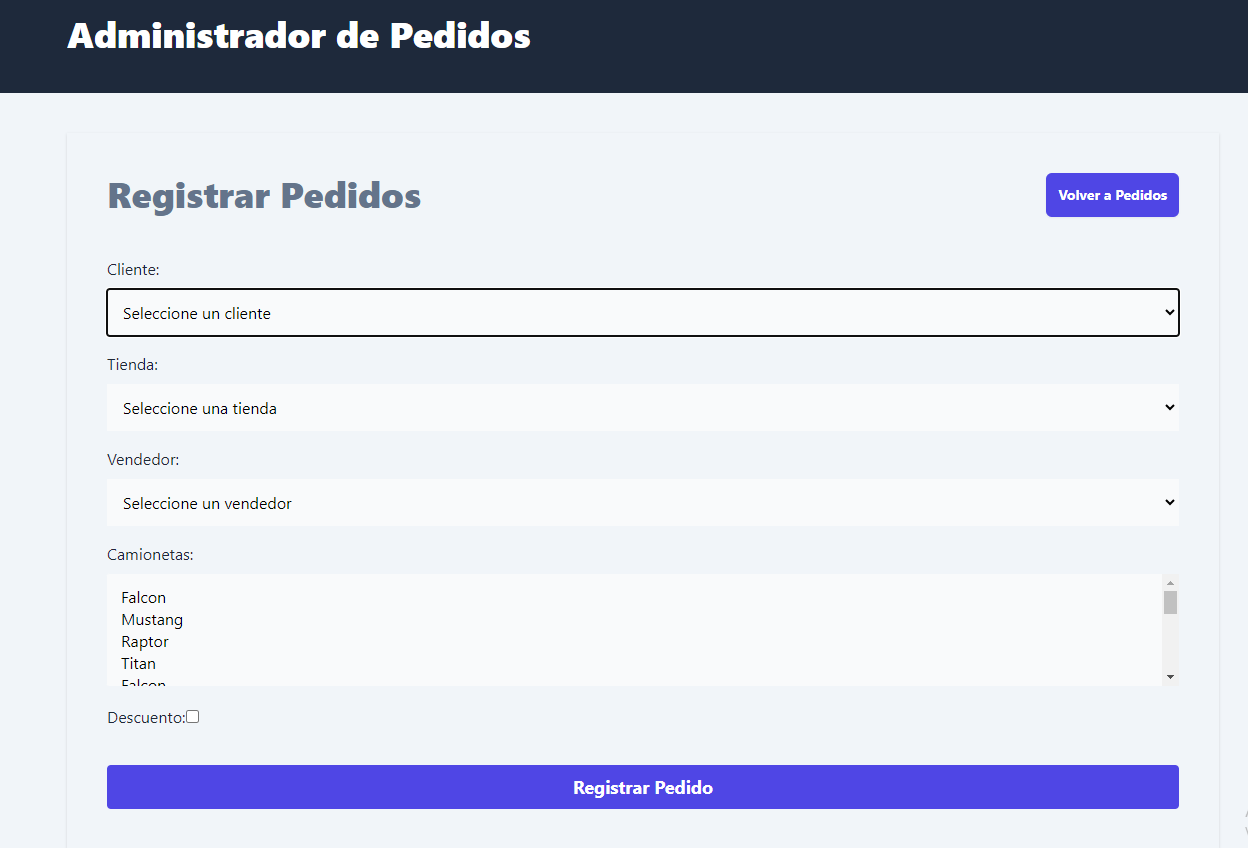 Administrador de Pedidos
Registrar Pedidos
Volver a Pedidos
Cliente:
Seleccione un cliente
Tienda:
Seleccione una tienda
Vendedor:
Seleccione un vendedor
Camionetas:
Falcon
Mustang
Raptor
Titan
Falcon
Descuento:
Registrar Pedido